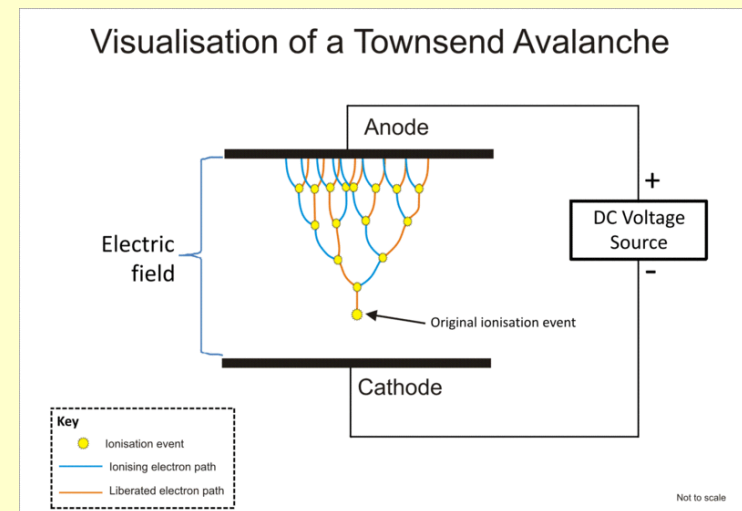 Visualisation of a Townsend Avalanche
Anode
+
DC Voltage
Source
-
Electric
field
Original ionisation event
Cathode
Key
Ionisation event
Ionising electron path
Liberated electron path
Not to scale